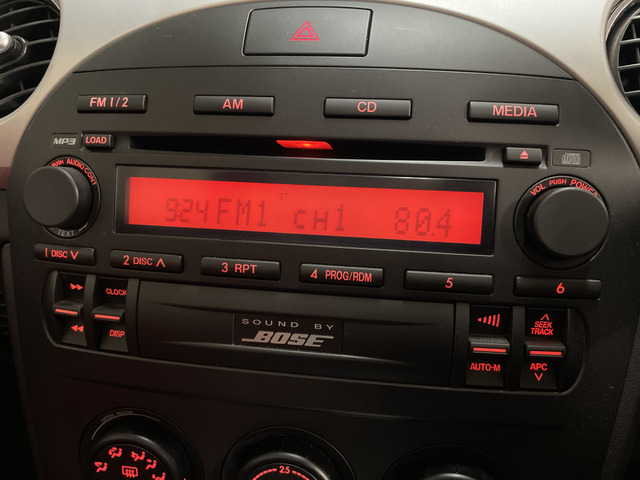 FM 1/2 AM CD MEDIA
MP3 LOAD
PUSH AUDIO CONT
TEXT
VOL PUSH POWER
ST
924 FM1 CH1 80.4
1 DISC ∨ 2 DISC ∧ 3 RPT 4 PROG/RDM 5 6
CLOCK
DISP
SOUND BY
BOSE
AUTO-M
SEEK
TRACK
APC
25